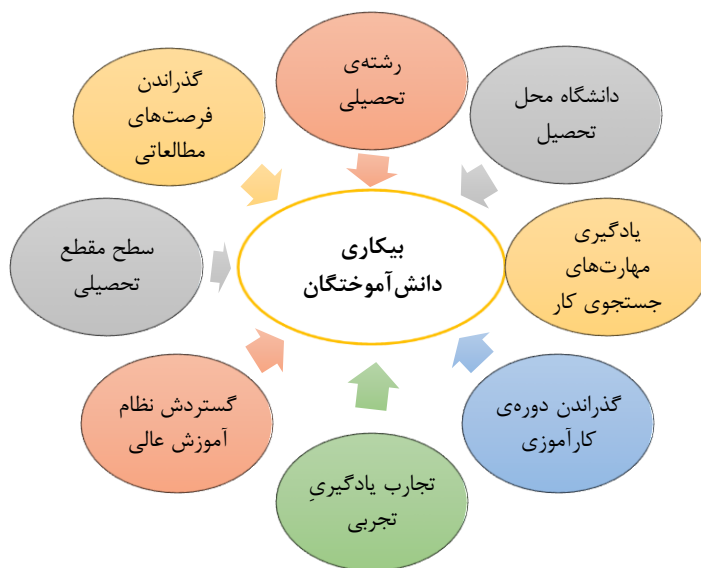 رشته‌ی
تحصیلی
دانشگاه محل
تحصیل
یادگیری
مهارت‌های
جستجوی کار
گذراندن دوره‌ی
کارآموزی
تجارب یادگیریِ
تجربی
گستردش نظام
آموزش عالی
سطح مقطع
تحصیلی
گذراندن
فرصت‌های
مطالعاتی
بیکاری
دانش‌آموختگان